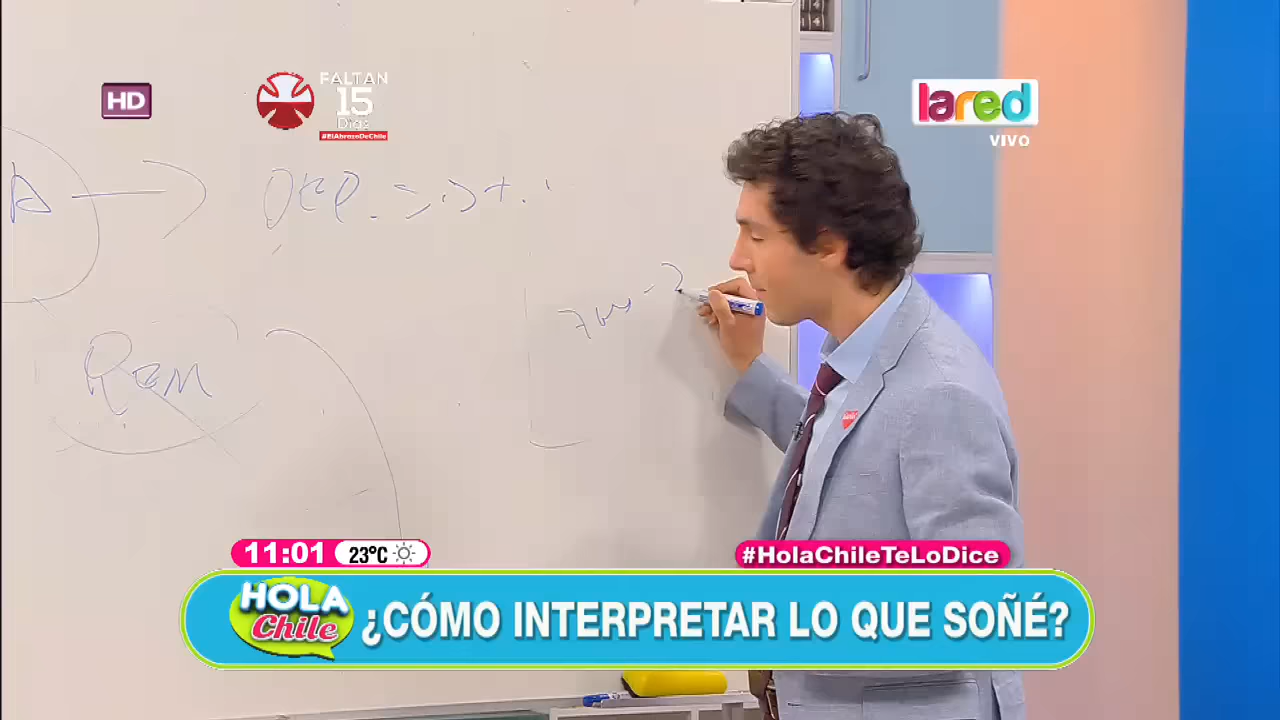 HD
FALTAN
15
Días
#ElAbrazoDeChile
lared
VIVO
REM
11:01 23°C
#HolaChileTeLoDice
HOLA
Chile
¿CÓMO INTERPRETAR LO QUE SOÑÉ?